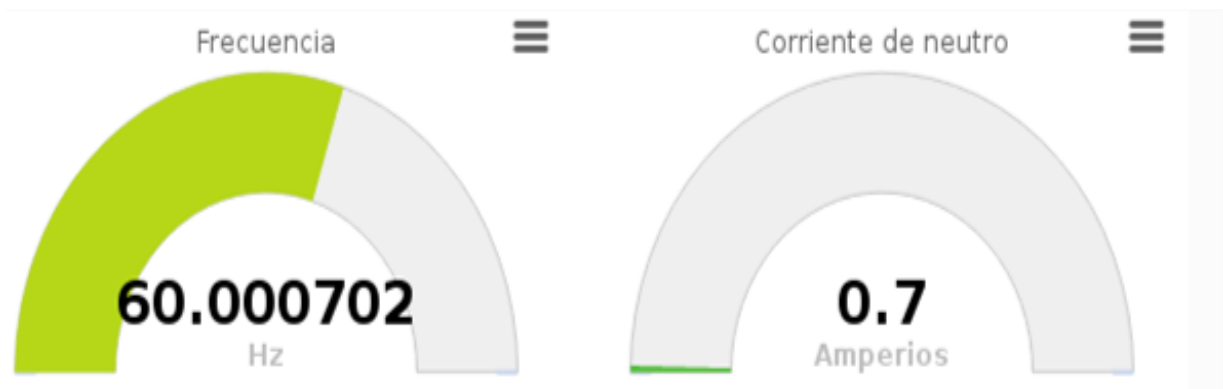 Frecuencia
60.000702
Hz
Corriente de neutro
0.7
Amperios